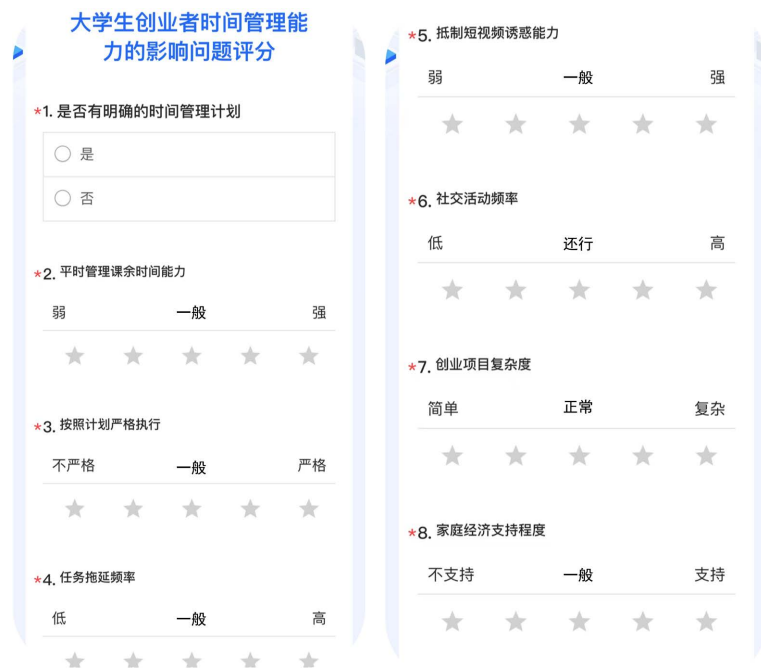 大学生创业者时间管理能
力的影响问题评分
*1. 是否有明确的时间管理计划
是
否
*2. 平时管理课余时间能力
弱 一般 强
*3. 按照计划严格执行
不严格 一般 严格
*4. 任务拖延频率
低 一般 高
*5. 抵制短视频诱惑能力
弱 一般 强
*6. 社交活动频率
低 还行 高
*7. 创业项目复杂度
简单 正常 复杂
*8. 家庭经济支持程度
不支持 一般 支持